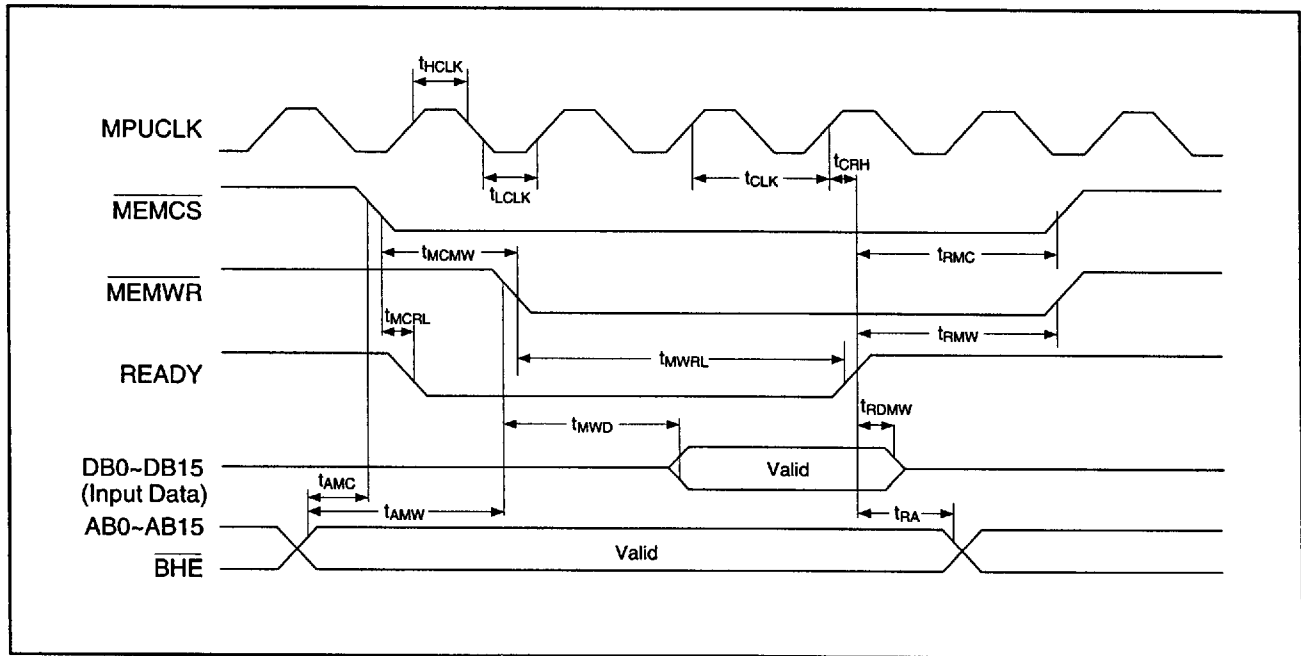 tHCLK
MPUCLK
tCRH
tLCLK
tCLK
MEMCS
tMCMW
tRMC
MEMWR
tMCRL
tRMW
READY
tMWRL
tRDMW
tMWD
DB0~DB15
Valid
(Input Data)
tAMC
tAMW
AB0~AB15
tRA
Valid
BHE